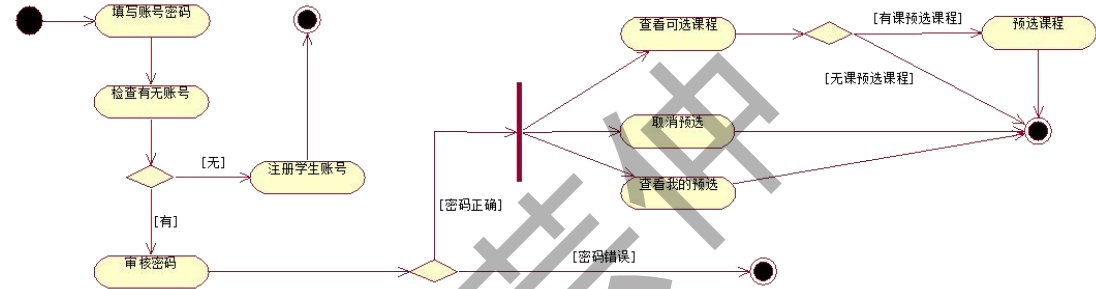 填写账号密码
检查有无账号
[无]
注册学生账号
[有]
审核密码
[密码正确]
[密码错误]
查看可选课程
[有课预选课程]
预选课程
[无课预选课程]
取消预选
查看我的预选